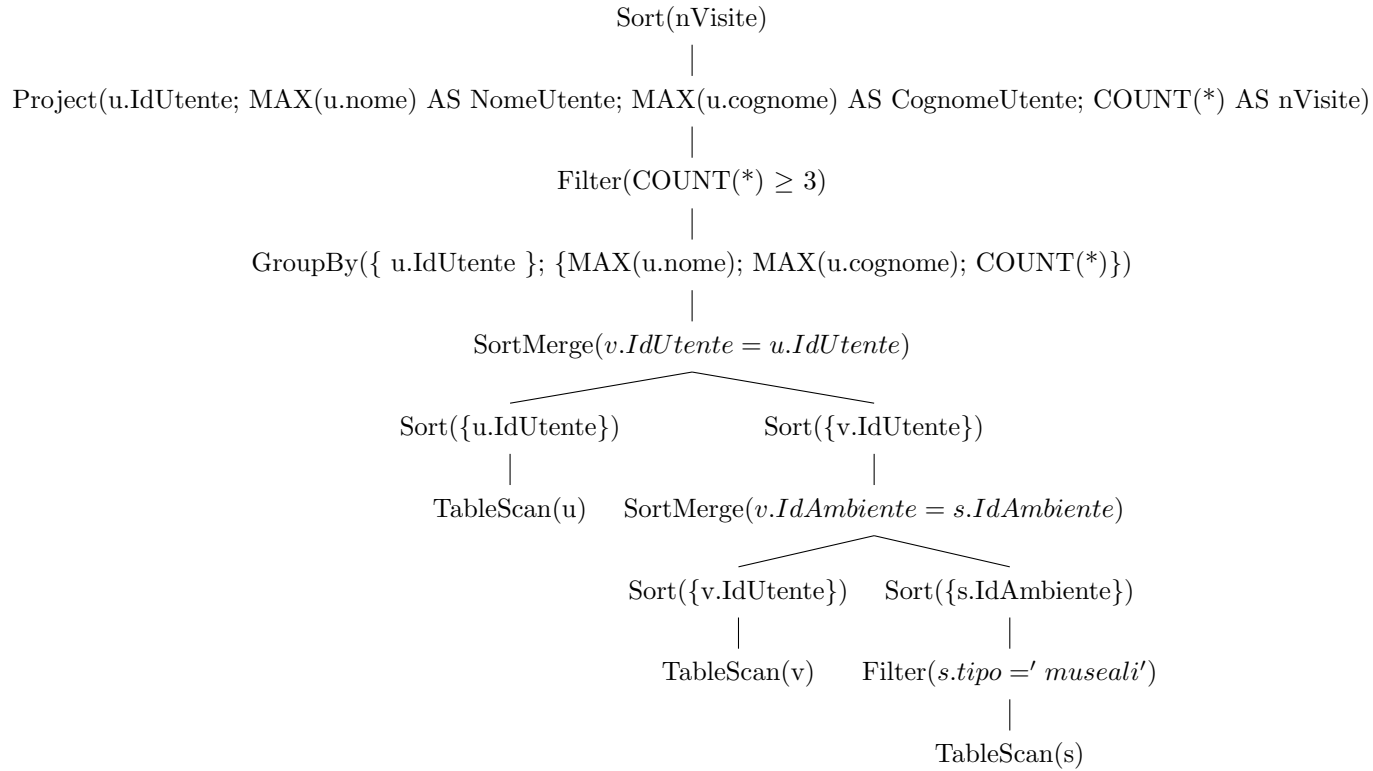 Sort(nVisite)
Project(u.IdUtente; MAX(u.nome) AS NomeUtente; MAX(u.cognome) AS CognomeUtente; COUNT(*) AS nVisite)
Filter(COUNT(*) ≥ 3)
GroupBy({ u.IdUtente }; {MAX(u.nome); MAX(u.cognome); COUNT(*)})
SortMerge(v.IdUtente = u.IdUtente)
Sort({u.IdUtente}) Sort({v.IdUtente})
TableScan(u) SortMerge(v.IdAmbiente = s.IdAmbiente)
Sort({v.IdUtente}) Sort({s.IdAmbiente})
TableScan(v) Filter(s.tipo =′ museali′)
TableScan(s)